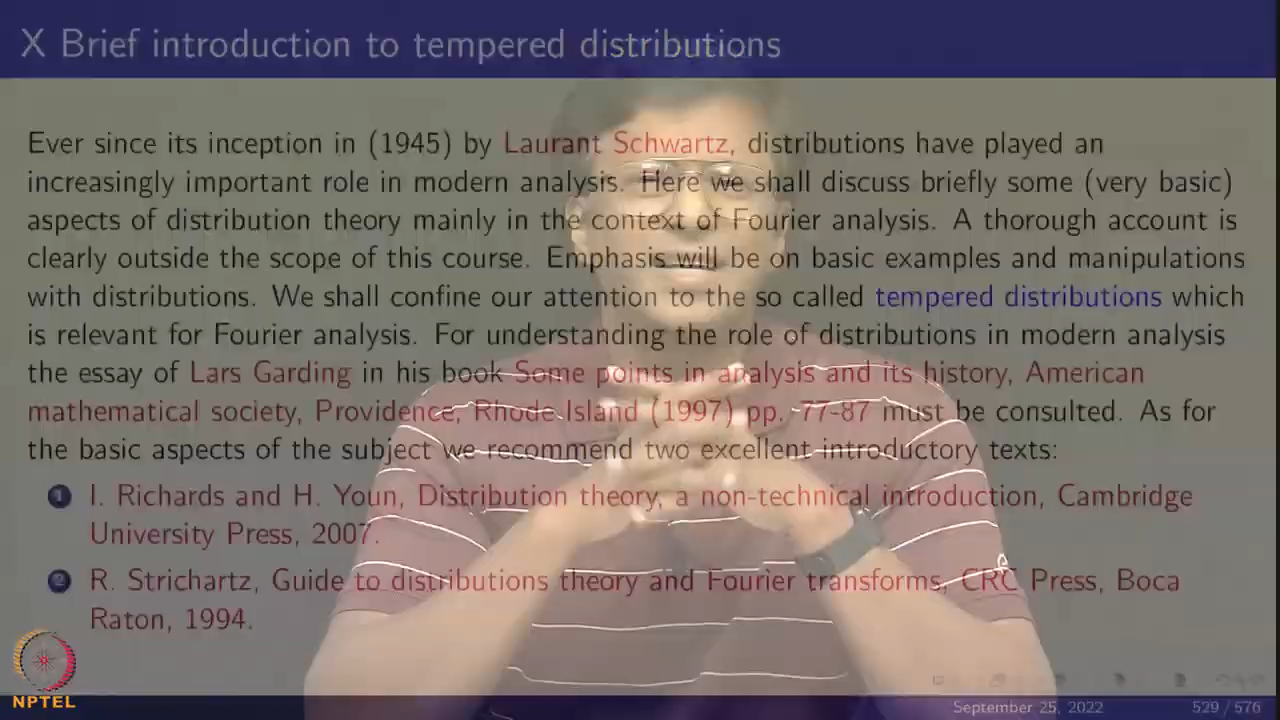 X Brief introduction to tempered distributions
Ever since its inception in (1945) by Laurant Schwartz, distributions have played an
increasingly important role in modern analysis. Here we shall discuss briefly some (very basic)
aspects of distribution theory mainly in the context of Fourier analysis. A thorough account is
clearly outside the scope of this course. Emphasis will be on basic examples and manipulations
with distributions. We shall confine our attention to the so called tempered distributions which
is relevant for Fourier analysis. For understanding the role of distributions in modern analysis
the essay of Lars Garding in his book Some points in analysis and its history, American
mathematical society, Providence, Rhode Island (1997) pp. 77-87 must be consulted. As for
the basic aspects of the subject we recommend two excellent introductory texts:
1 I. Richards and H. Youn, Distribution theory, a non-technical introduction, Cambridge
University Press, 2007.
2 R. Strichartz, Guide to distributions theory and Fourier transforms, CRC Press, Boca
Raton, 1994.
NPTEL
September 25, 2022 529 / 576